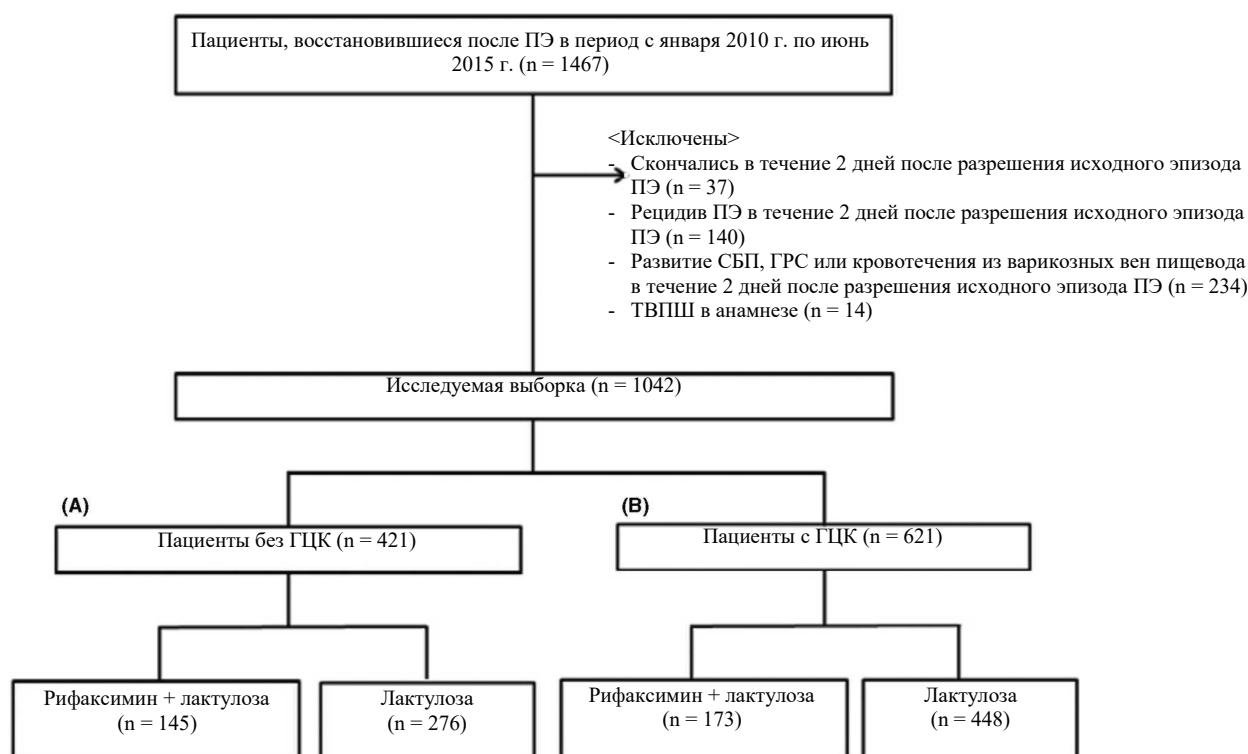 Пациенты, восстановившиеся после ПЭ в период с января 2010 г. по июнь
2015 г. (n = 1467)
<Исключены>
- Скончались в течение 2 дней после разрешения исходного эпизода
ПЭ (n = 37)
- Рецидив ПЭ в течение 2 дней после разрешения исходного эпизода
ПЭ (n = 140)
- Развитие СБП, ГРС или кровотечения из варикозных вен пищевода
в течение 2 дней после разрешения исходного эпизода ПЭ (n = 234)
- ТВПШ в анамнезе (n = 14)
Исследуемая выборка (n = 1042)
(A)
Пациенты без ГЦК (n = 421)
(B)
Пациенты с ГЦК (n = 621)
Рифаксимин + лактулоза
(n = 145)
Лактулоза
(n = 276)
Рифаксимин + лактулоза
(n = 173)
Лактулоза
(n = 448)